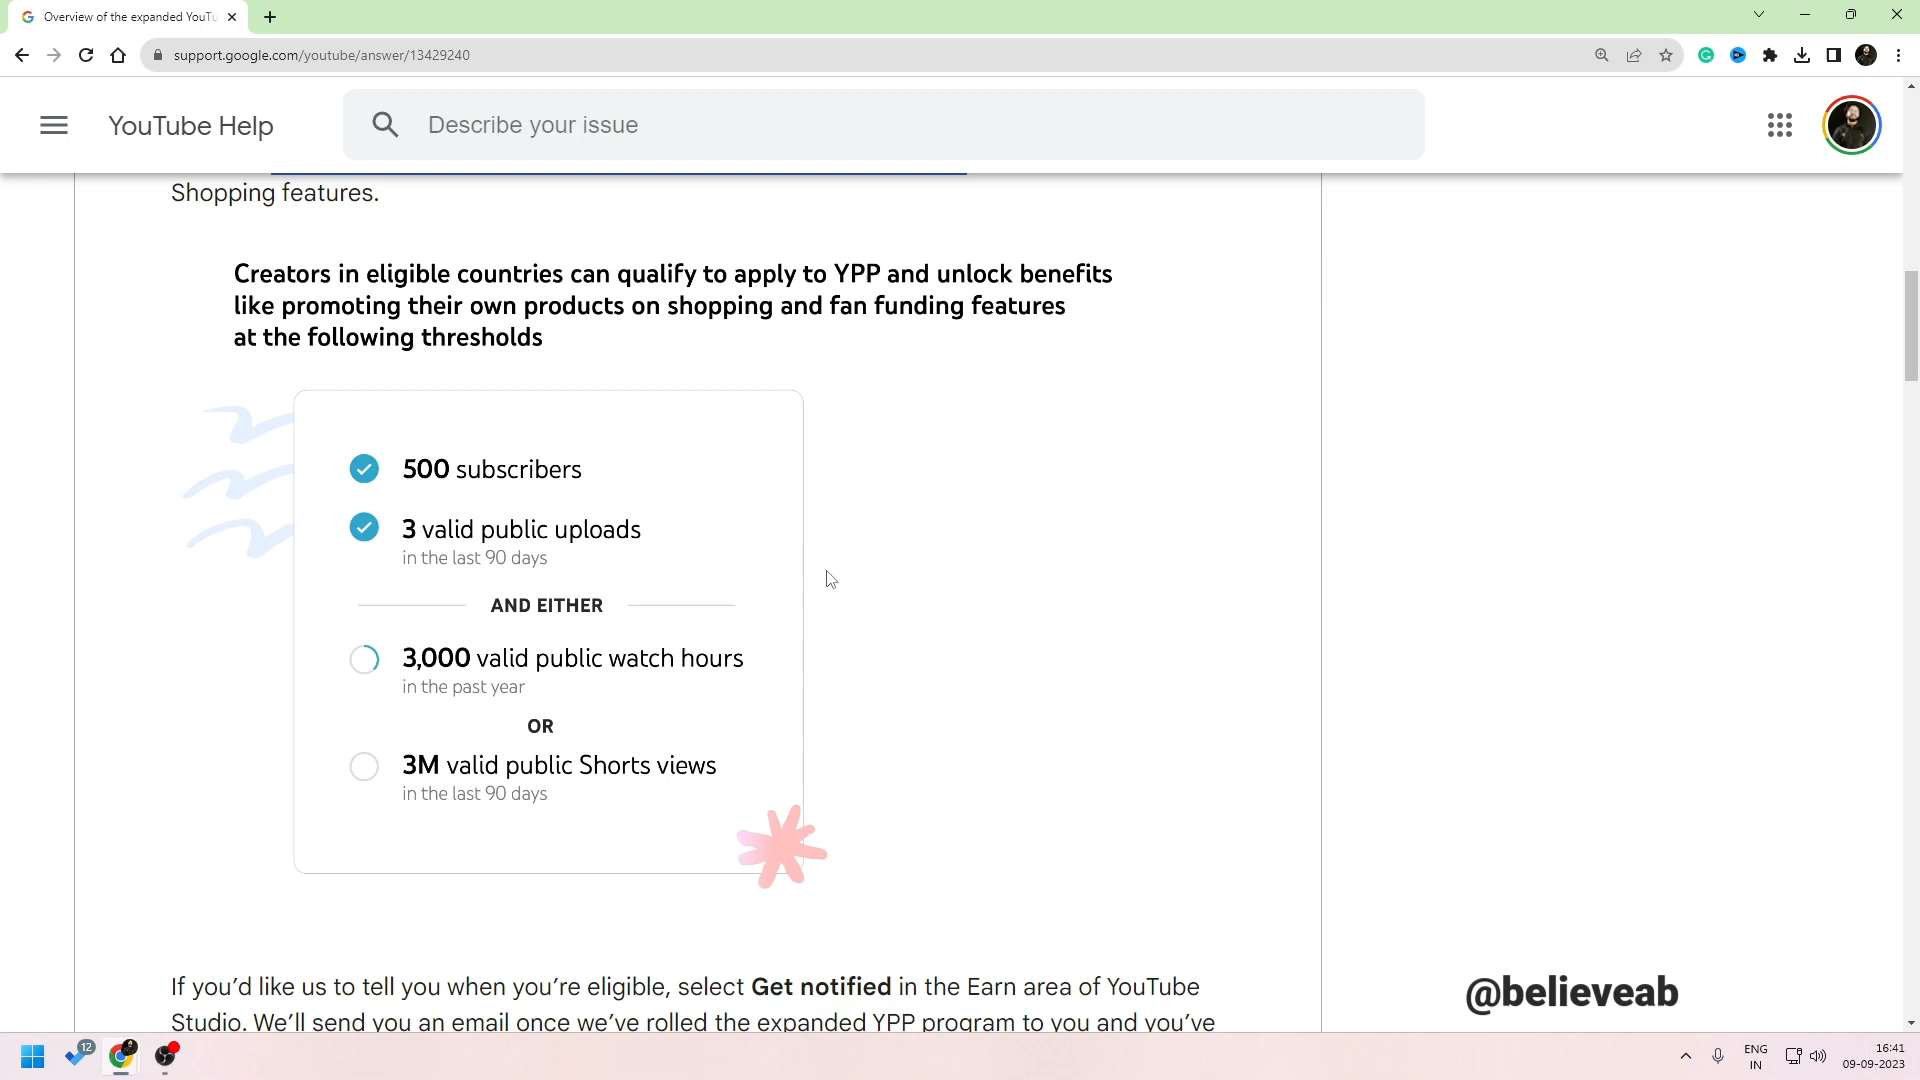 Overview of the expanded YouTu
support.google.com/youtube/answer/13429240
YouTube Help
Describe your issue
Shopping features.
Creators in eligible countries can qualify to apply to YPP and unlock benefits
like promoting their own products on shopping and fan funding features
at the following thresholds
500 subscribers
3 valid public uploads
in the last 90 days
AND EITHER
3,000 valid public watch hours
in the past year
OR
3M valid public Shorts views
in the last 90 days
If you’d like us to tell you when you’re eligible, select Get notified in the Earn area of YouTube
Studio. We’ll send you an email once we’ve rolled the expanded YPP program to you and you’ve
@believeab
12
ENG
IN
16:41
09-09-2023